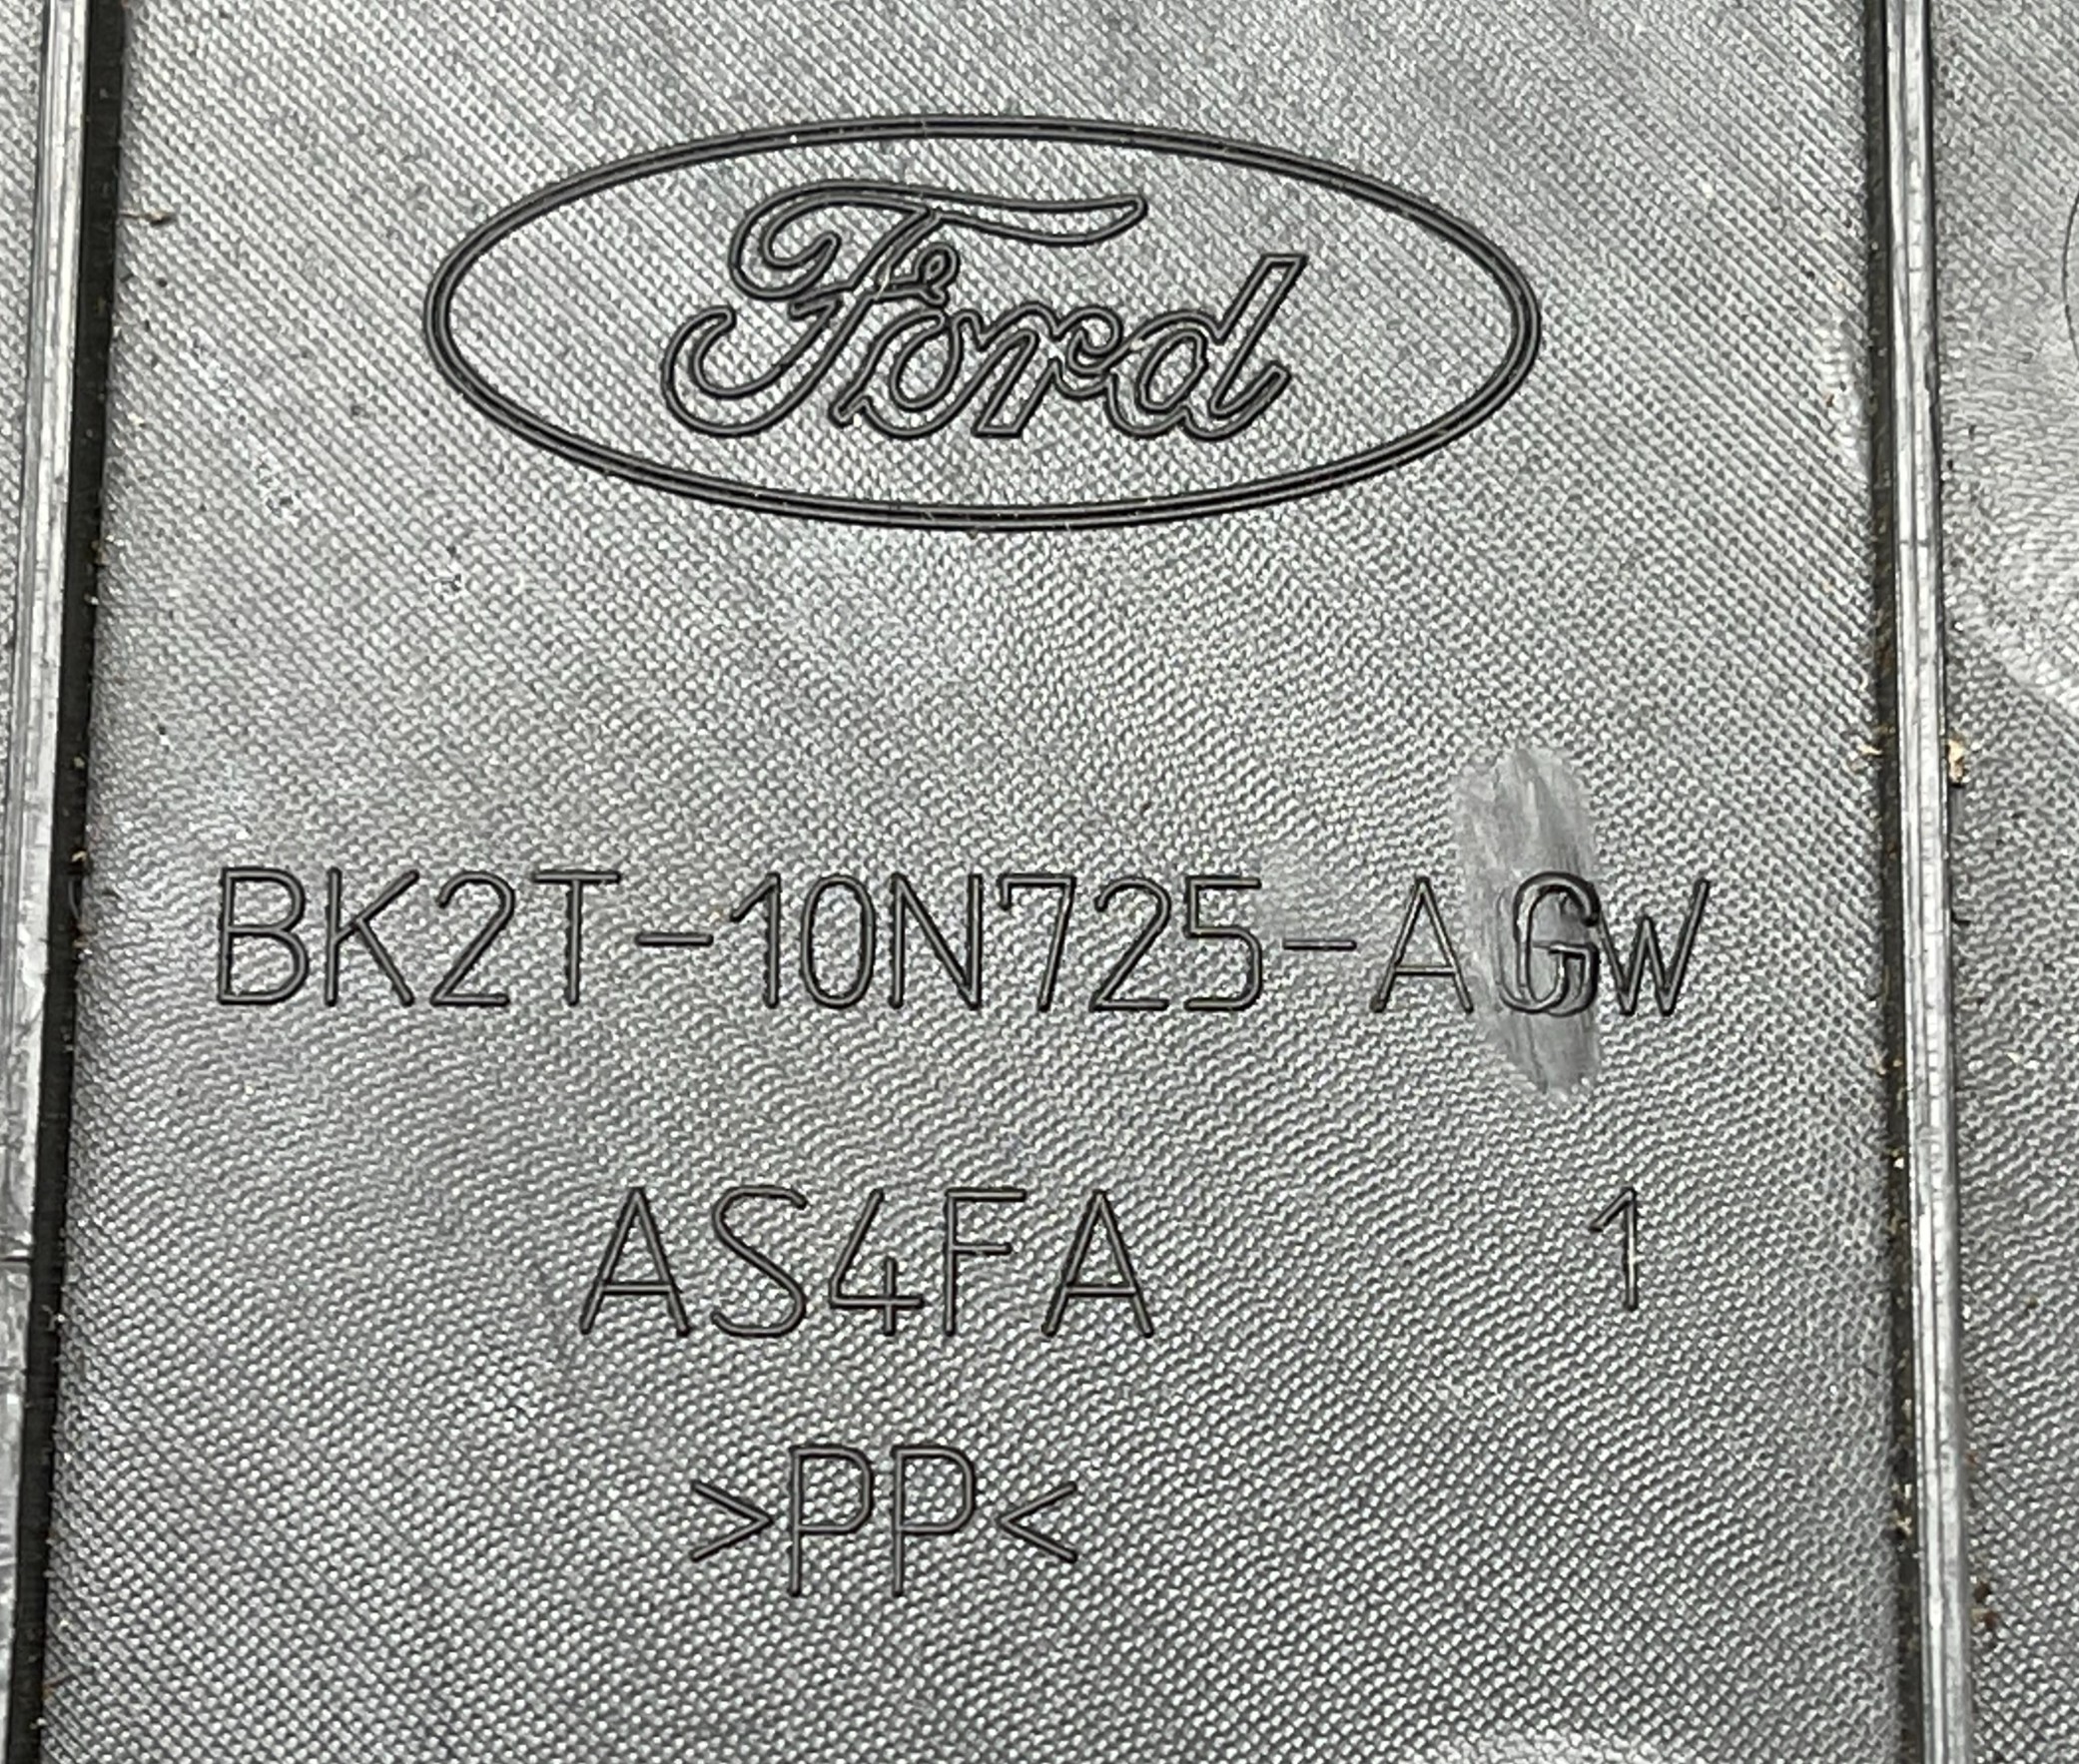 Ford
BK2T-10N725-AGW
AS4FA 1
>PP<